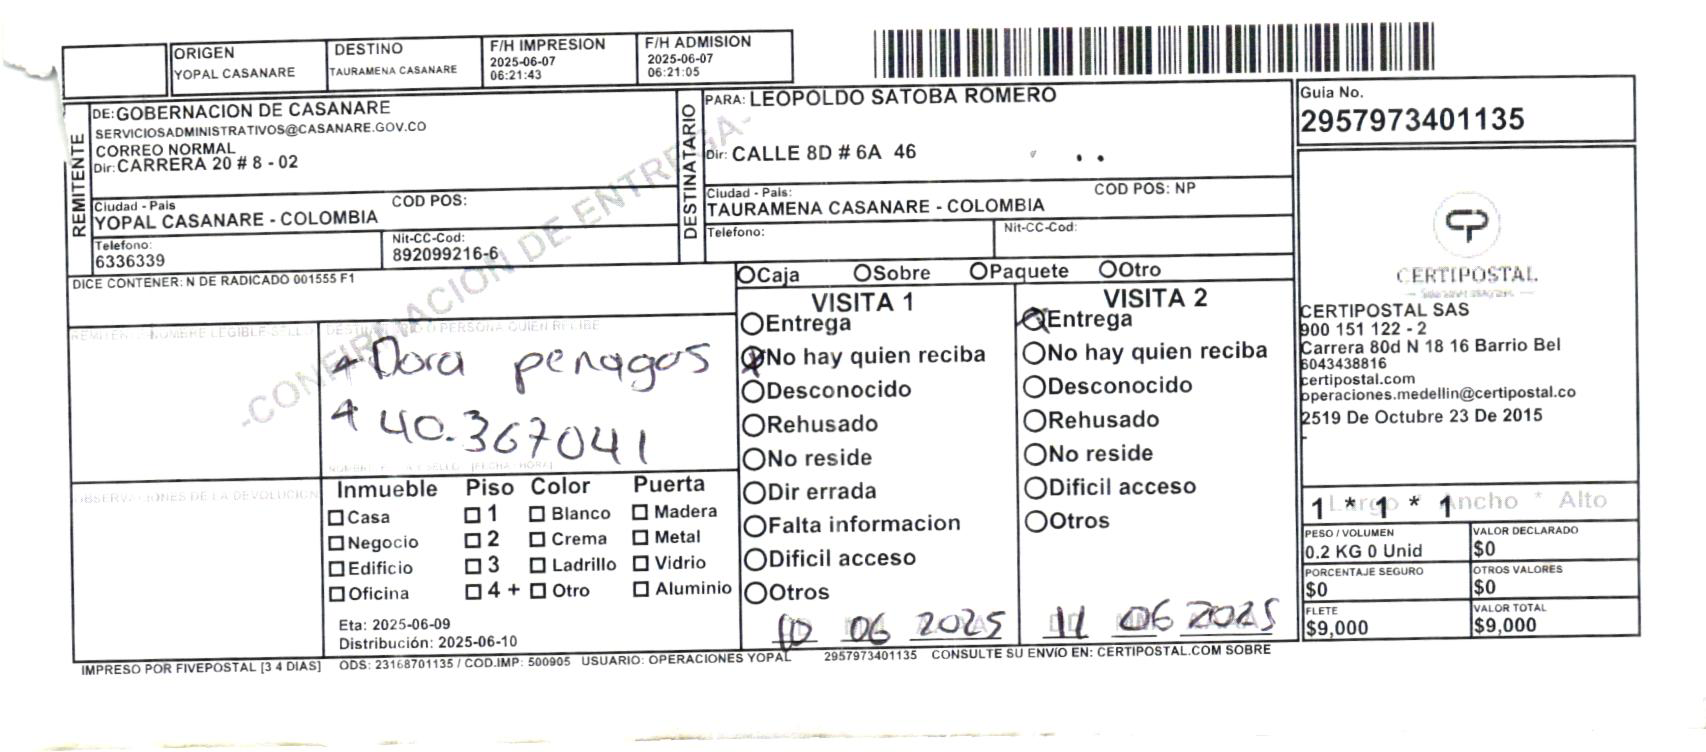 ORIGEN
YOPAL CASANARE
DESTINO
TAURAMENA CASANARE
F/H IMPRESION
2025-06-07
06:21:43
F/H ADMISION
2025-06-07
06:21:05
REMITENTE
DE: GOBERNACION DE CASANARE
SERVICIOSADMINISTRATIVOS@CASANARE.GOV.CO
CORREO NORMAL
Dir: CARRERA 20 # 8 - 02
Ciudad - Pais
COD POS:
YOPAL CASANARE - COLOMBIA
Telefono:
6336339
Nit-CC-Cod:
892099216-6
DESTINATARIO
PARA: LEOPOLDO SATOBA ROMERO
Dir: CALLE 8D # 6A 46
Ciudad - Pais:
COD POS: NP
TAURAMENA CASANARE - COLOMBIA
Telefono:
Nit-CC-Cod:
Guia No.
2957973401135
CERTIPOSTAL
CERTIPOSTAL SAS
900 151 122 - 2
Carrera 80d N 18 16 Barrio Bel
6043438816
certipostal.com
operaciones.medellin@certipostal.co
2519 De Octubre 23 De 2015
-
DICE CONTENER: N DE RADICADO 001555 F1
-CONFIRMACION DE ENTREGA-
Dora penagos
40.367041
OBSERVACIONES DE LA DEVOLUCION
Inmueble Piso Color Puerta
Casa 1 Blanco Madera
Negocio 2 Crema Metal
Edificio 3 Ladrillo Vidrio
Oficina 4 + Otro Aluminio
Eta: 2025-06-09
Distribución: 2025-06-10
Caja Sobre Paquete Otro
VISITA 1
Entrega
No hay quien reciba
Desconocido
Rehusado
No reside
Dir errada
Falta informacion
Dificil acceso
Otros
10 06 2025
VISITA 2
Entrega
No hay quien reciba
Desconocido
Rehusado
No reside
Dificil acceso
Otros
11 06 2025
1 * 1 * 1
Largo * Ancho * Alto
PESO / VOLUMEN
0.2 KG 0 Unid
VALOR DECLARADO
$0
PORCENTAJE SEGURO
$0
OTROS VALORES
$0
FLETE
$9,000
VALOR TOTAL
$9,000
IMPRESO POR FIVEPOSTAL [3 4 DIAS] ODS: 23168701135 / COD.IMP: 500905 USUARIO: OPERACIONES YOPAL 2957973401135 CONSULTE SU ENVÍO EN: CERTIPOSTAL.COM SOBRE